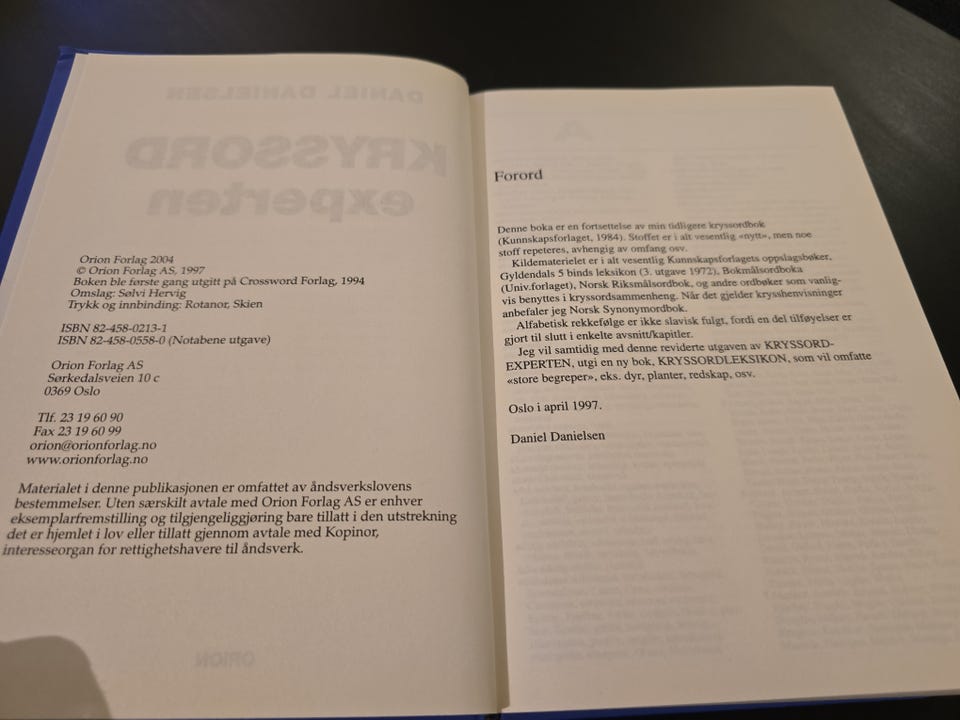 Orion Forlag 2004
© Orion Forlag AS, 1997
Boken ble første gang utgitt på Crossword Forlag, 1994
Omslag: Sølvi Hervig
Trykk og innbinding: Rotanor, Skien
ISBN 82-458-0213-1
ISBN 82-458-0558-0 (Notabene utgave)
Orion Forlag AS
Sørkedalsveien 10 c
0369 Oslo
Tlf. 23 19 60 90
Fax 23 19 60 99
orion@orionforlag.no
www.orionforlag.no
Materialet i denne publikasjonen er omfattet av åndsverkslovens
bestemmelser. Uten særskilt avtale med Orion Forlag AS er enhver
eksemplarfremstilling og tilgjengeliggjøring bare tillatt i den utstrekning
det er hjemlet i lov eller tillatt gjennom avtale med Kopinor,
interesseorgan for rettighetshavere til åndsverk.
DANIEL DANIELSEN
KRYSSORD
experten
ORION
Forord
Denne boka er en fortsettelse av min tidligere kryssordbok
(Kunnskapsforlaget, 1984). Stoffet er i alt vesentlig «nytt», men noe
stoff repeteres, avhengig av omfang osv.
Kildematerialet er i alt vesentlig Kunnskapsforlagets oppslagsbøker,
Gyldendals 5 binds leksikon (3. utgave 1972), Bokmålsordboka
(Univ.forlaget), Norsk Riksmålsordbok, og andre ordbøker som vanlig-
vis benyttes i kryssordsammenheng. Når det gjelder krysshenvisninger
anbefaler jeg Norsk Synonymordbok.
Alfabetisk rekkefølge er ikke slavisk fulgt, fordi en del tilføyelser er
gjort til slutt i enkelte avsnitt/kapitler.
Jeg vil samtidig med denne reviderte utgaven av KRYSSORD-
EXPERTEN, utgi en ny bok, KRYSSORDLEKSIKON, som vil omfatte
«store begreper», eks. dyr, planter, redskap, osv.
Oslo i april 1997.
Daniel Danielsen